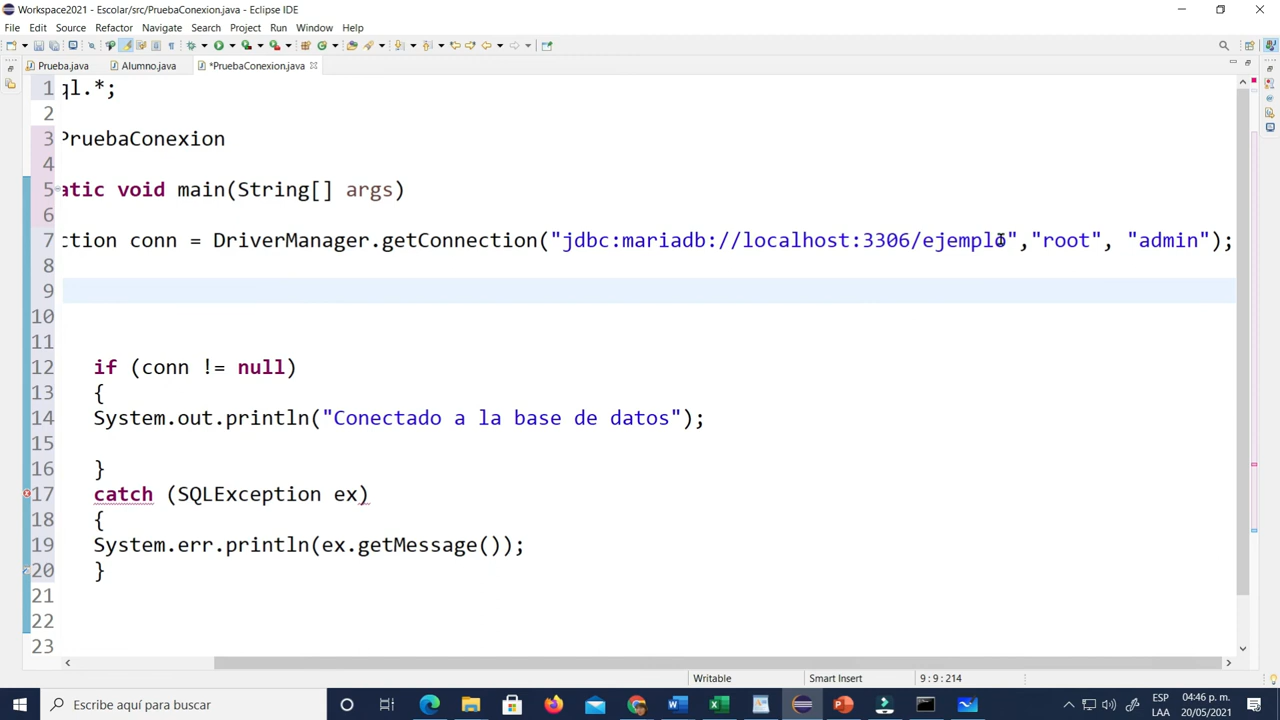 Workspace2021 - Escolar/src/PruebaConexion.java - Eclipse IDE
File Edit Source Refactor Navigate Search Project Run Window Help
Prueba.java Alumno.java *PruebaConexion.java
1 ql.*;
2
3 PruebaConexion
4
5 atic void main(String[] args)
6
7 ction conn = DriverManager.getConnection("jdbc:mariadb://localhost:3306/ejemplo","root", "admin");
8
9
10
11
12 if (conn != null)
13 {
14 System.out.println("Conectado a la base de datos");
15
16 }
17 catch (SQLException ex)
18 {
19 System.err.println(ex.getMessage());
20 }
21
22
23
Writable Smart Insert 9 : 9 : 214
Escribe aquí para buscar
ESP 04:46 p. m.
LAA 20/05/2021